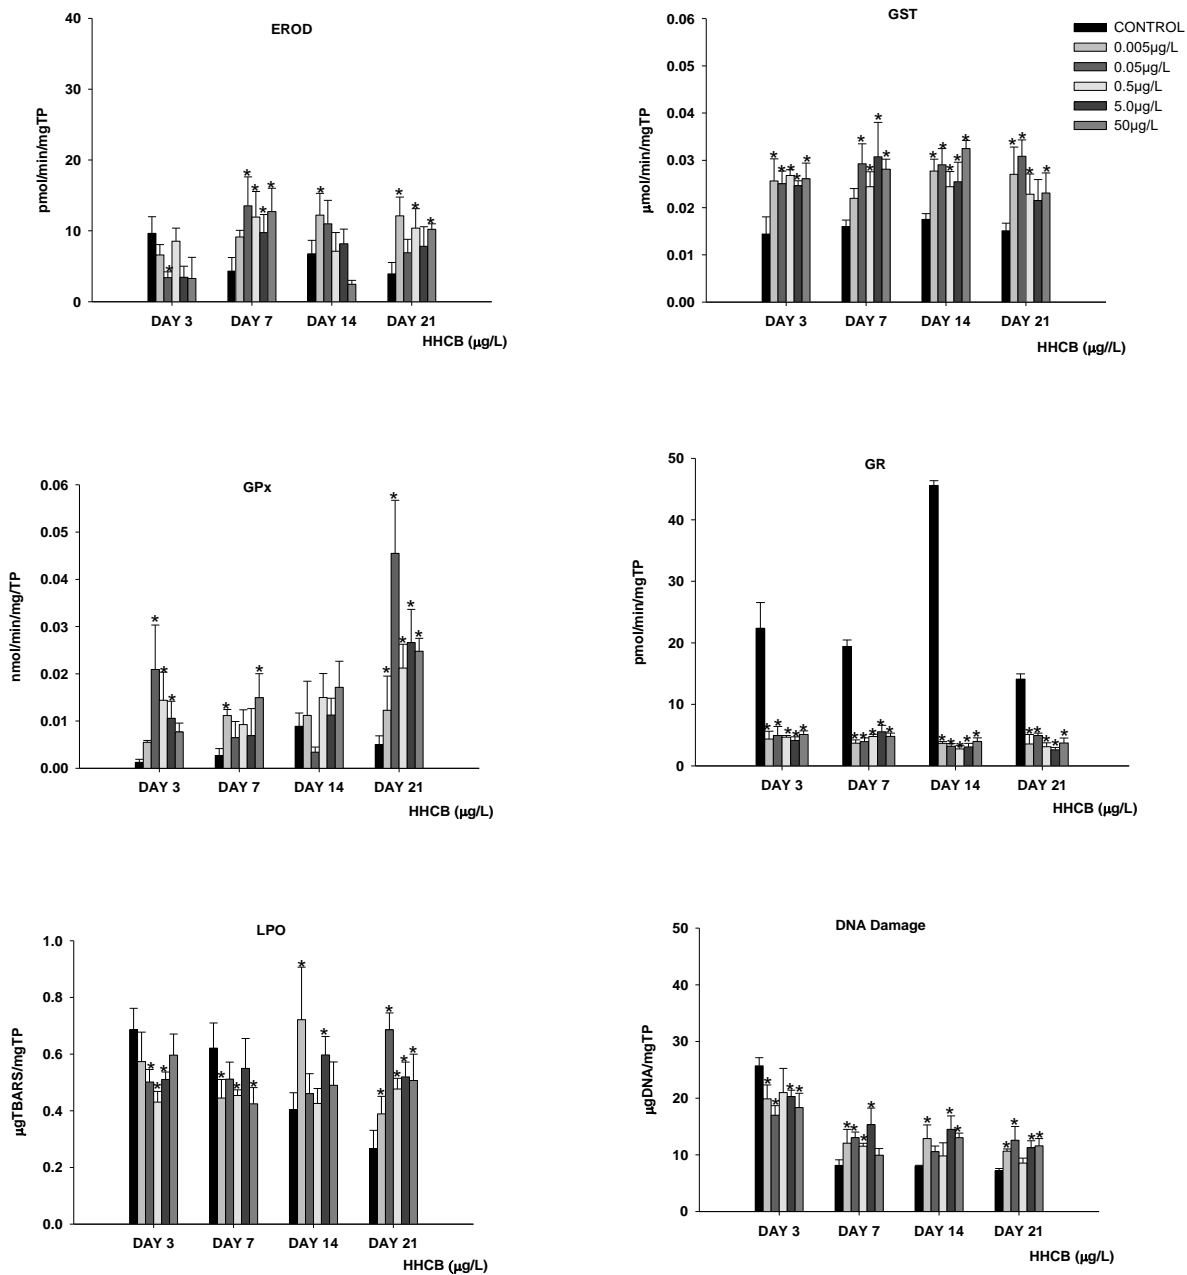 EROD
40
30
20
10
0
pmol/min/mgTP
* * * * * * * * * *
DAY 3 DAY 7 DAY 14 DAY 21
HHCB (µg/L)
GST
0.06
0.05
0.04
0.03
0.02
0.01
0.00
µmol/min/mgTP
* * * * * * * * * * * * * * * * * *
DAY 3 DAY 7 DAY 14 DAY 21
HHCB (µg//L)
CONTROL
0.005µg/L
0.05µg/L
0.5µg/L
5.0µg/L
50µg/L
GPx
0.06
0.05
0.04
0.03
0.02
0.01
0.00
nmol/min/mg/TP
* * * * * * * * * *
DAY 3 DAY 7 DAY 14 DAY 21
HHCB (µg/L)
GR
50
40
30
20
10
0
pmol/min/mgTP
* * * * * * * * * * * * * * * * * * * *
DAY 3 DAY 7 DAY 14 DAY 21
HHCB (µg/L)
LPO
1.0
0.8
0.6
0.4
0.2
0.0
µgTBARS/mgTP
* * * * * * * * * * * * *
DAY 3 DAY 7 DAY 14 DAY 21
HHCB (µg/L)
DNA Damage
50
40
30
20
10
0
µgDNA/mgTP
* * * * * * * * * * * * * * *
DAY 3 DAY 7 DAY 14 DAY 21
HHCB (µg/L)